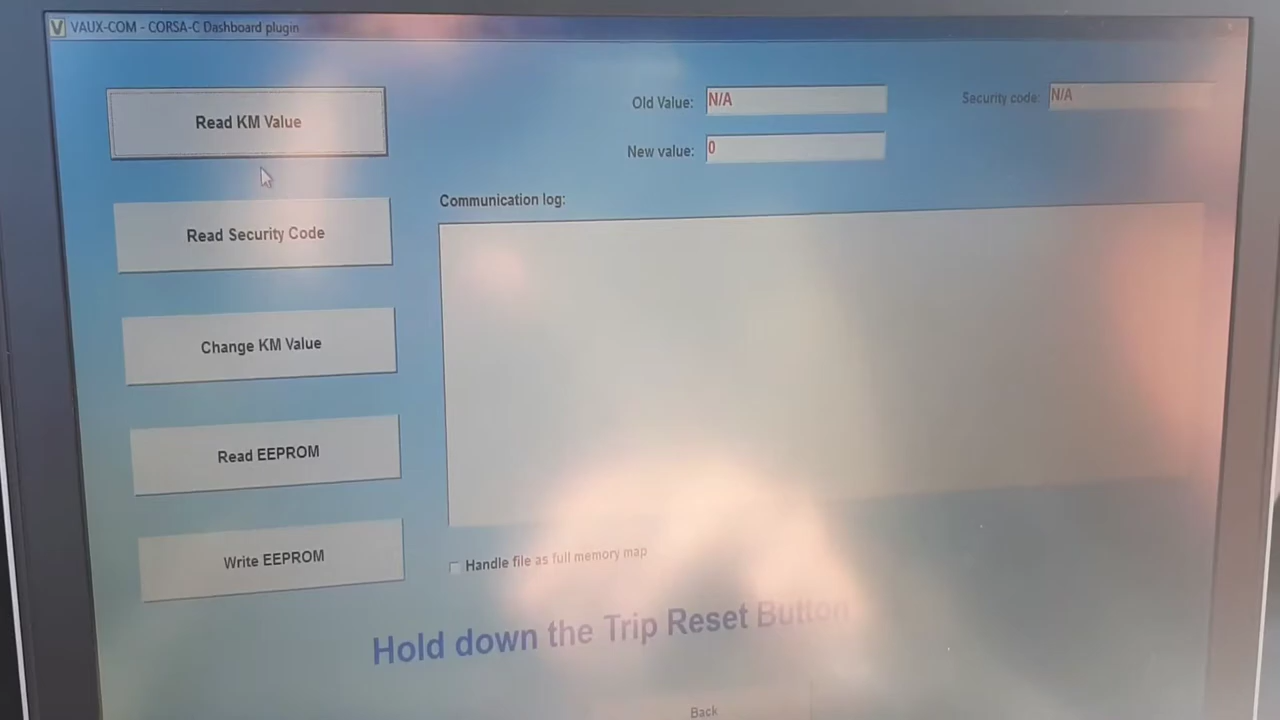 VAUX-COM - CORSA-C Dashboard plugin
Read KM Value
Old Value: N/A
Security code: N/A
New value: 0
Communication log:
Read Security Code
Change KM Value
Read EEPROM
Write EEPROM
Handle file as full memory map
Hold down the Trip Reset Button
Back